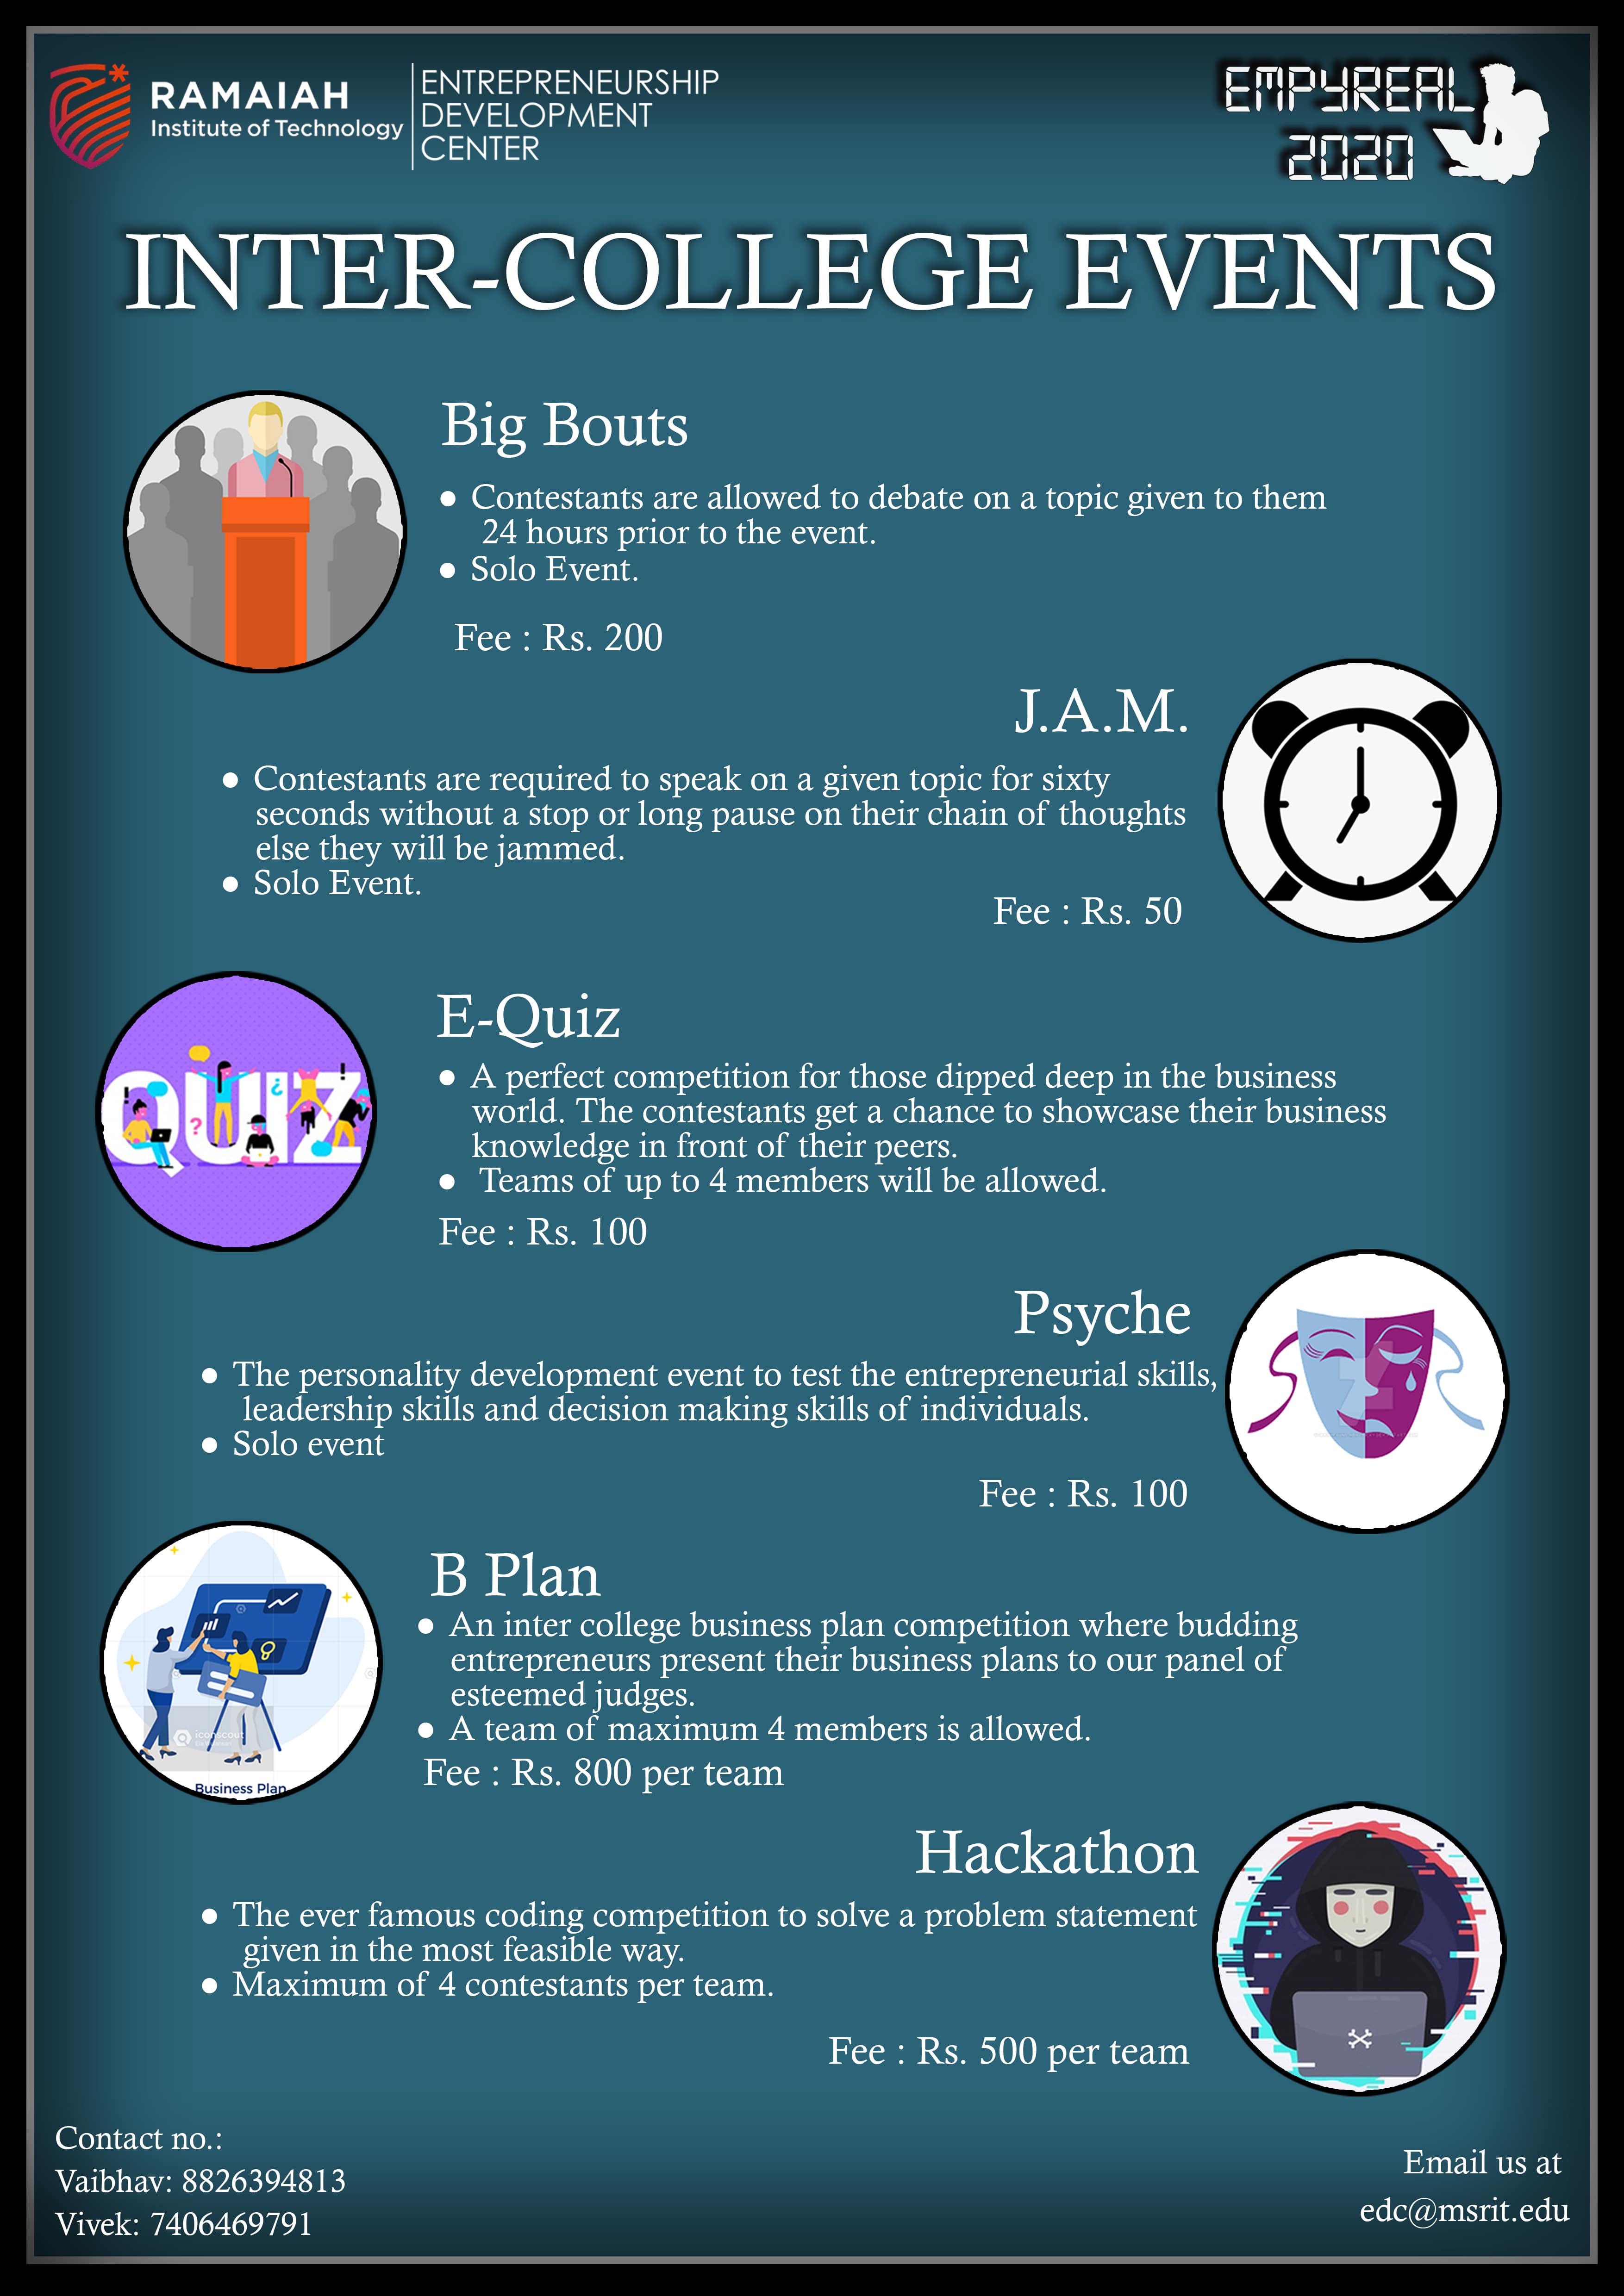 RAMAIAH
Institute of Technology
ENTREPRENEURSHIP
DEVELOPMENT
CENTER
EMPYREAL
2020
INTER-COLLEGE EVENTS
Big Bouts
● Contestants are allowed to debate on a topic given to them
24 hours prior to the event.
● Solo Event.
Fee : Rs. 200
J.A.M.
● Contestants are required to speak on a given topic for sixty
seconds without a stop or long pause on their chain of thoughts
else they will be jammed.
● Solo Event.
Fee : Rs. 50
QUIZ
E-Quiz
● A perfect competition for those dipped deep in the business
world. The contestants get a chance to showcase their business
knowledge in front of their peers.
● Teams of up to 4 members will be allowed.
Fee : Rs. 100
Psyche
● The personality development event to test the entrepreneurial skills,
leadership skills and decision making skills of individuals.
● Solo event
Fee : Rs. 100
B Plan
● An inter college business plan competition where budding
entrepreneurs present their business plans to our panel of
esteemed judges.
● A team of maximum 4 members is allowed.
Fee : Rs. 800 per team
iconscout
Business Plan
Hackathon
● The ever famous coding competition to solve a problem statement
given in the most feasible way.
● Maximum of 4 contestants per team.
Fee : Rs. 500 per team
Contact no.:
Vaibhav: 8826394813
Vivek: 7406469791
Email us at
edc@msrit.edu